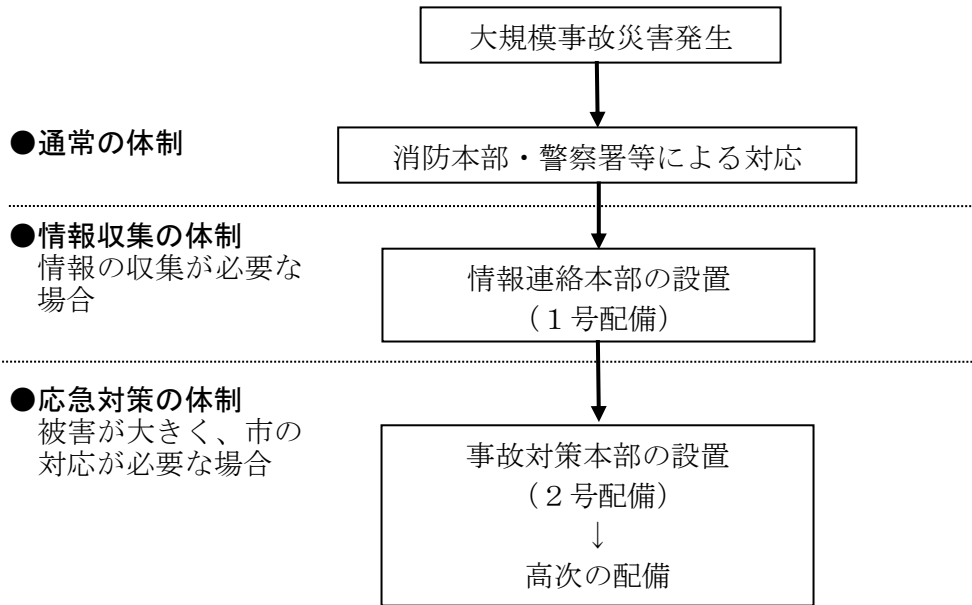 大規模事故災害発生
●通常の体制
消防本部・警察署等による対応
●情報収集の体制
情報の収集が必要な
場合
情報連絡本部の設置
（１号配備）
●応急対策の体制
被害が大きく、市の
対応が必要な場合
事故対策本部の設置
（２号配備）
↓
高次の配備